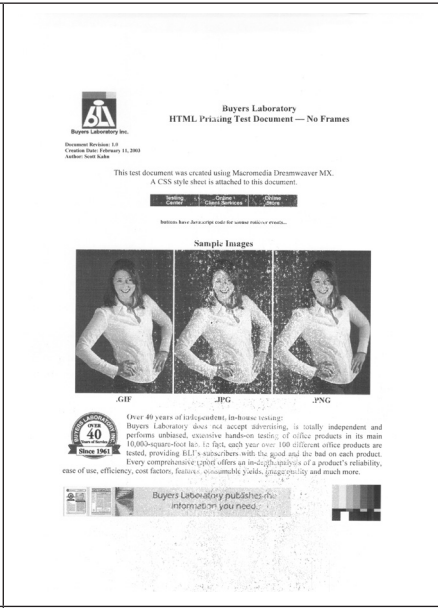 BLI
Buyers Laboratory Inc.
Buyers Laboratory
HTML Printing Test Document — No Frames
Document Revision: 1.0
Creation Date: February 11, 2003
Author: Scott Kahn
This test document was created using Macromedia Dreamweaver MX.
A CSS style sheet is attached to this document.
Testing Center
Online Client Services
Online Store
buttons have Javascript code for mouse rollover events...
Sample Images
.GIF
.JPG
.PNG
BUYERS LABORATORY INC.
OVER
40
Years of Service
Since 1961
Over 40 years of independent, in-house testing:
Buyers Laboratory does not accept advertising, is totally independent and
performs unbiased, extensive hands-on testing of office products in its main
10,000-square-foot lab. In fact, each year over 100 different office products are
tested, providing BLI's subscribers with the good and the bad on each product.
Every comprehensive report offers an in-depth analysis of a product's reliability,
ease of use, efficiency, cost factors, features, consumable yields, image quality and much more.
Buyers Laboratory publishes the
information you need...